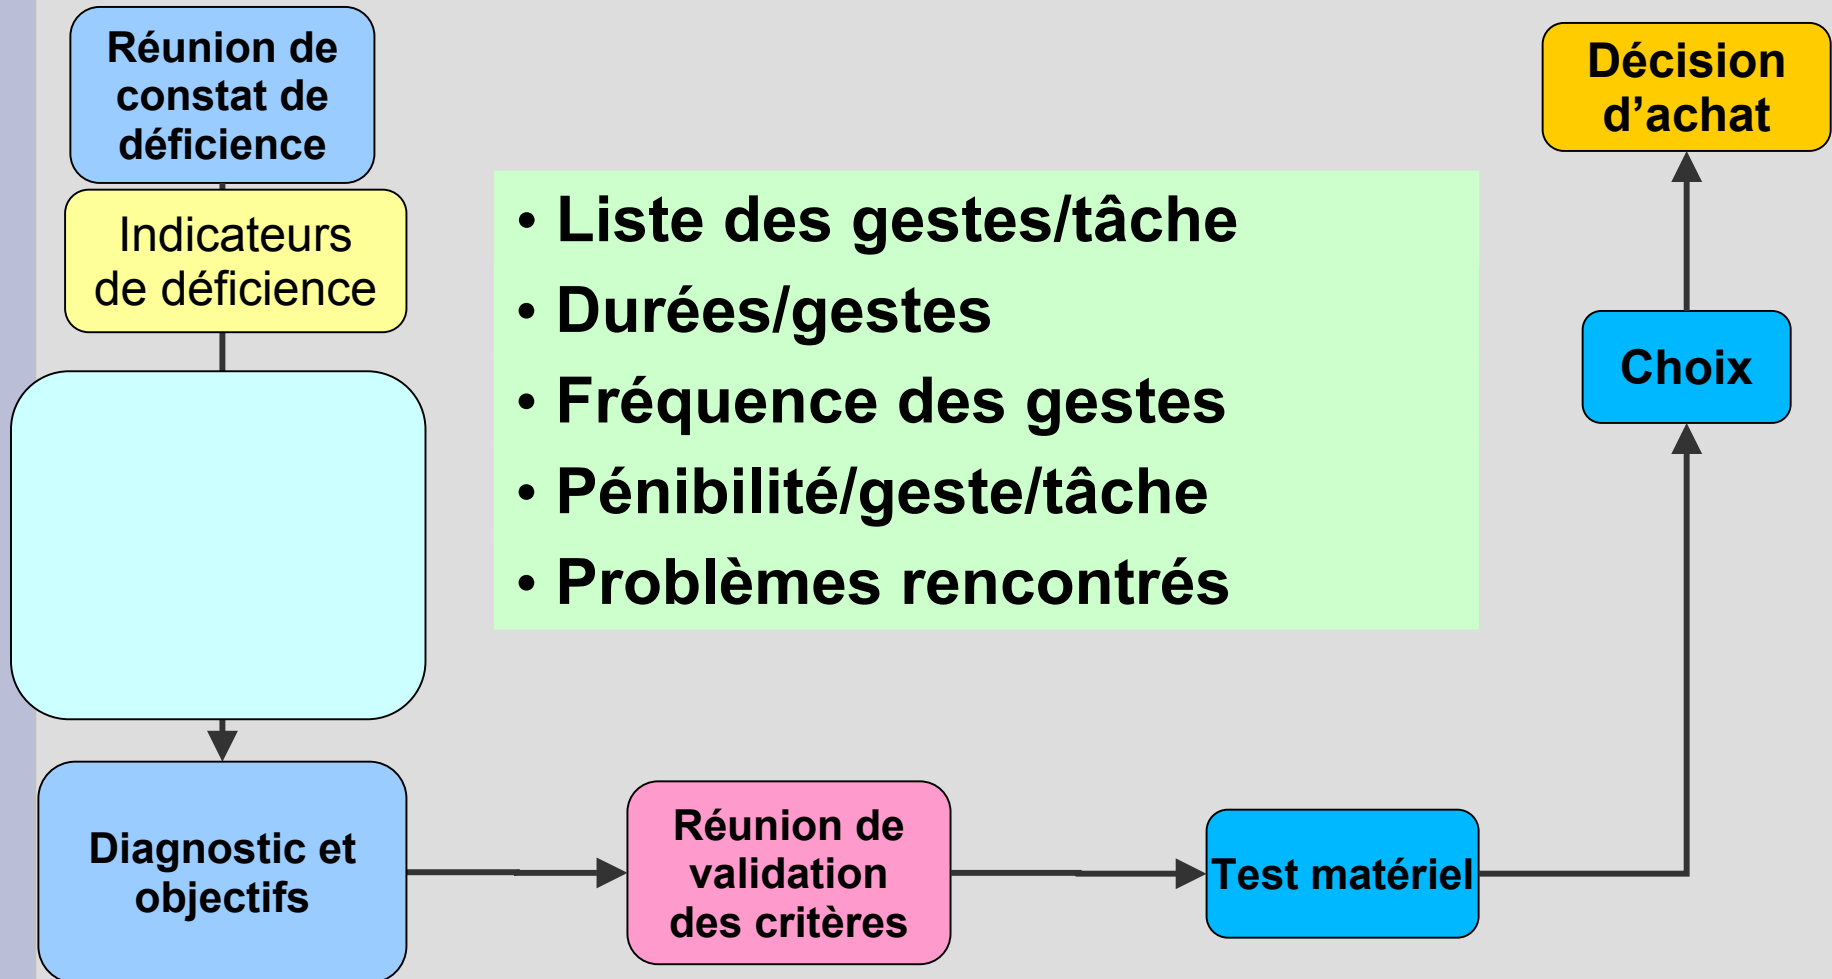 Réunion de
constat de
déficience
Indicateurs
de déficience
• Liste des gestes/tâche
• Durées/gestes
• Fréquence des gestes
• Pénibilité/geste/tâche
• Problèmes rencontrés
Diagnostic et
objectifs
Réunion de
validation
des critères
Test matériel
Choix
Décision
d’achat